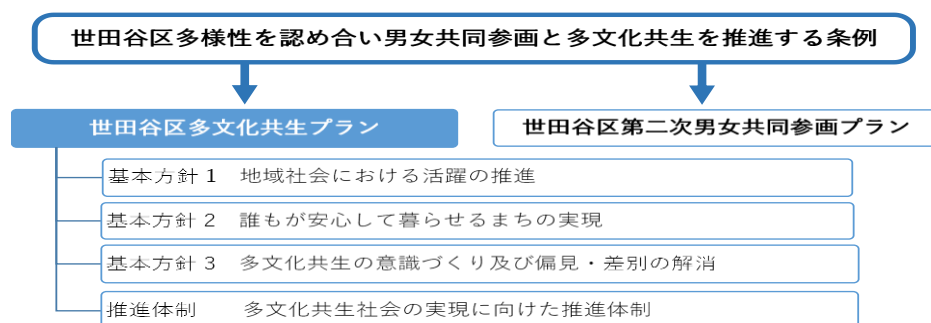 世田谷区多様性を認め合い男女共同参画と多文化共生を推進する条例
世田谷区多文化共生プラン
世田谷区第二次男女共同参画プラン
基本方針1 地域社会における活躍の推進
基本方針2 誰もが安心して暮らせるまちの実現
基本方針3 多文化共生の意識づくり及び偏見・差別の解消
推進体制 多文化共生社会の実現に向けた推進体制